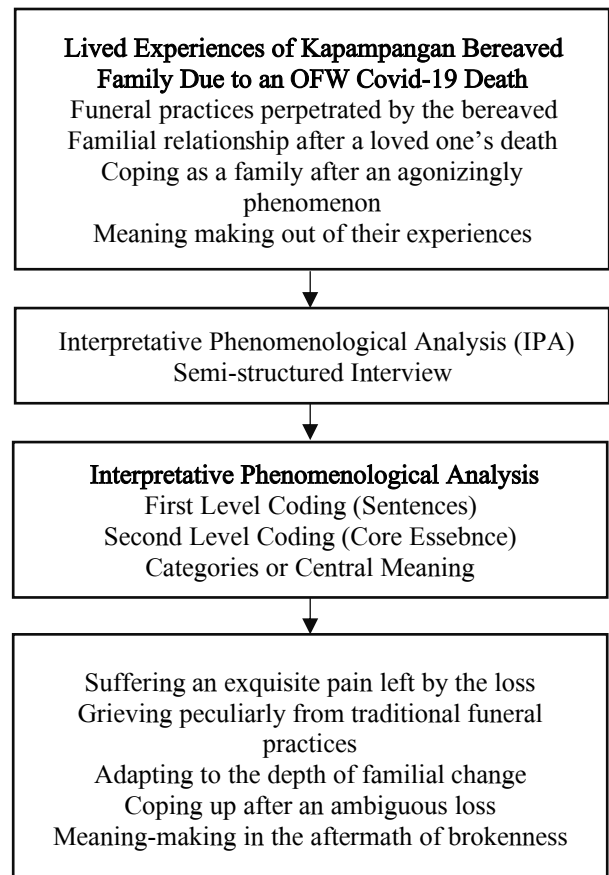 Lived Experiences of Kapampangan Bereaved
Family Due to an OFW Covid-19 Death
Funeral practices perpetrated by the bereaved
Familial relationship after a loved one's death
Coping as a family after an agonizingly
phenomenon
Meaning making out of their experiences
Interpretative Phenomenological Analysis (IPA)
Semi-structured Interview
Interpretative Phenomenological Analysis
First Level Coding (Sentences)
Second Level Coding (Core Essebnce)
Categories or Central Meaning
Suffering an exquisite pain left by the loss
Grieving peculiarly from traditional funeral
practices
Adapting to the depth of familial change
Coping up after an ambiguous loss
Meaning-making in the aftermath of brokenness